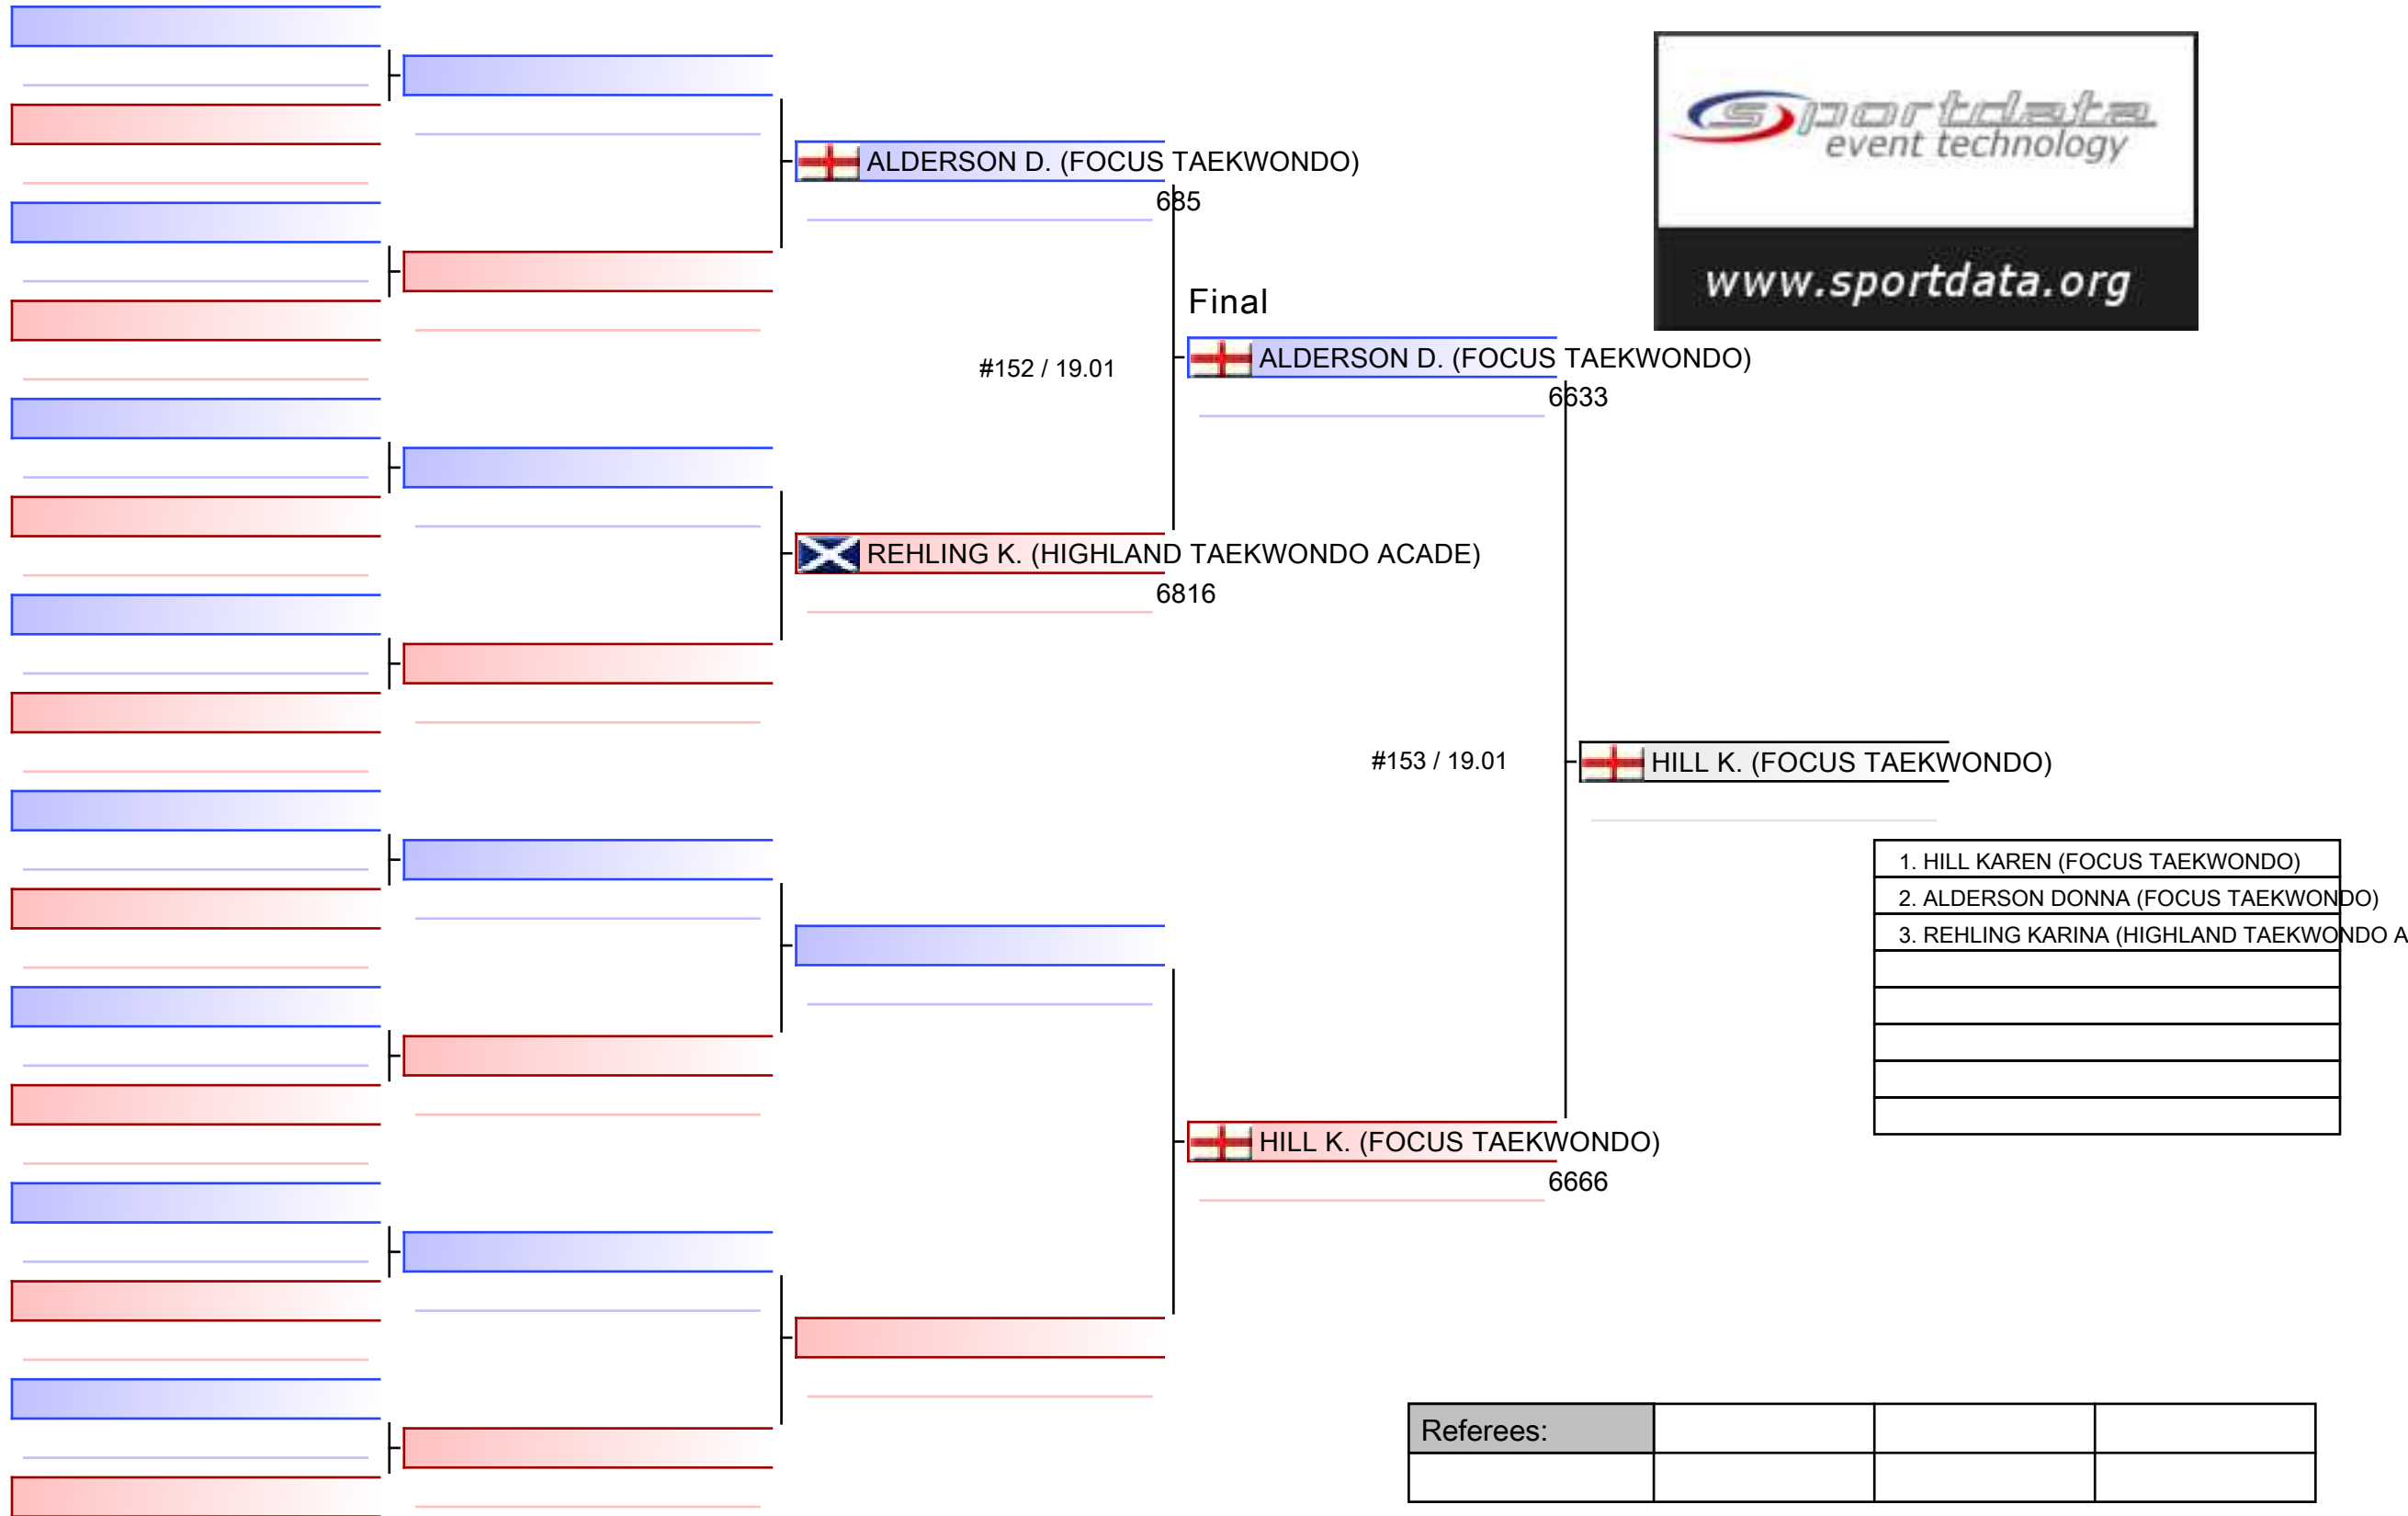 sportdata
event technology
www.sportdata.org
ALDERSON D. (FOCUS TAEKWONDO)
685
Final
#152 / 19.01
ALDERSON D. (FOCUS TAEKWONDO)
6633
REHLING K. (HIGHLAND TAEKWONDO ACADE)
6816
#153 / 19.01
HILL K. (FOCUS TAEKWONDO)
1. HILL KAREN (FOCUS TAEKWONDO)
2. ALDERSON DONNA (FOCUS TAEKWONDO)
3. REHLING KARINA (HIGHLAND TAEKWONDO A
HILL K. (FOCUS TAEKWONDO)
6666
Referees: